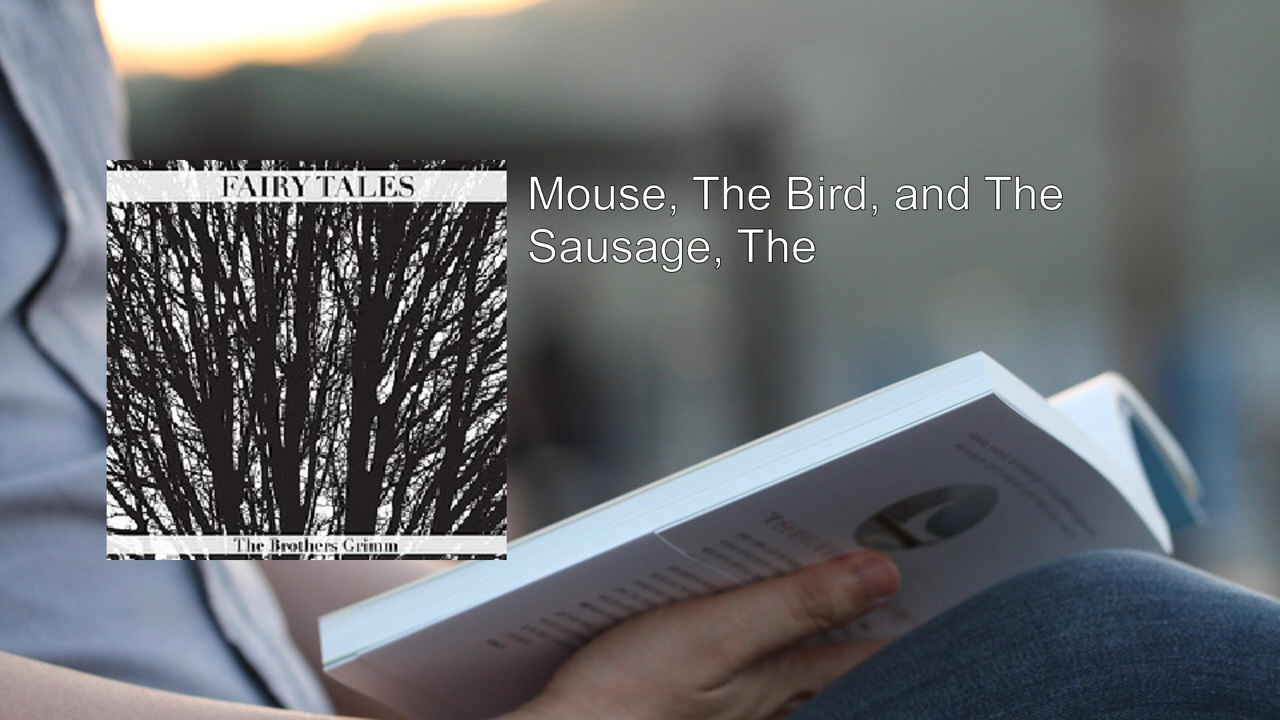 FAIRY TALES
The Brothers Grimm
Mouse, The Bird, and The
Sausage, The